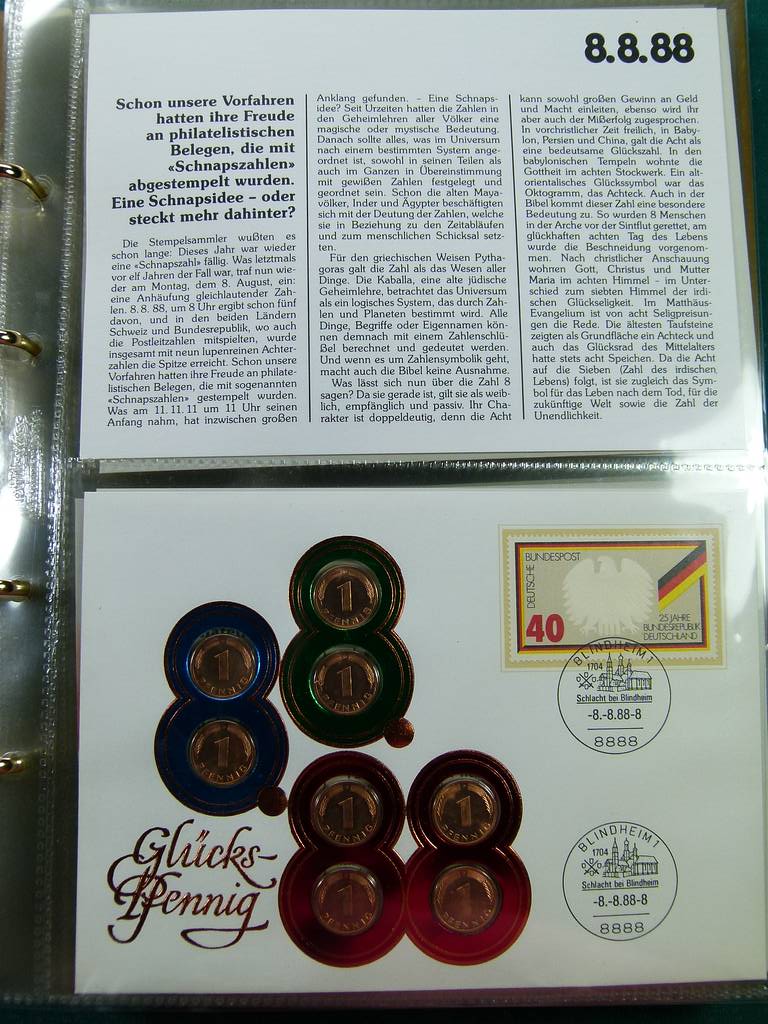 8.8.88
Schon unsere Vorfahren
hatten ihre Freude
an philatelistischen
Belegen, die mit
«Schnapszahlen»
abgestempelt wurden.
Eine Schnapsidee – oder
steckt mehr dahinter?
Die Stempelsammler wußten es
schon lange: Dieses Jahr war wieder
eine «Schnapszahl» fällig. Was letztmals
vor elf Jahren der Fall war, traf nun wie-
der am Montag, dem 8. August, ein:
eine Anhäufung gleichlautender Zah-
len. 8. 8. 88, um 8 Uhr ergibt schon fünf
davon, und in den beiden Ländern
Schweiz und Bundesrepublik, wo auch
die Postleitzahlen mitspielten, wurde
insgesamt mit neun lupenreinen Achter-
zahlen die Spitze erreicht. Schon unsere
Vorfahren hatten ihre Freude an philate-
listischen Belegen, die mit sogenannten
«Schnapszahlen» gestempelt wurden.
Was am 11. 11. 11 um 11 Uhr seinen
Anfang nahm, hat inzwischen großen
Anklang gefunden. – Eine Schnaps-
idee? Seit Urzeiten hatten die Zahlen in
den Geheimlehren aller Völker eine
magische oder mystische Bedeutung.
Danach sollte alles, was im Universum
nach einem bestimmten System ange-
ordnet ist, sowohl in seinen Teilen als
auch im Ganzen in Übereinstimmung
mit gewißen Zahlen festgelegt und
geordnet sein. Schon die alten Maya-
völker, Inder und Ägypter beschäftigten
sich mit der Deutung der Zahlen, welche
sie in Beziehung zu den Zeitabläufen
und zum menschlichen Schicksal setz-
ten.
Für den griechischen Weisen Pytha-
goras galt die Zahl als das Wesen aller
Dinge. Die Kaballa, eine alte jüdische
Geheimlehre, betrachtet das Universum
als ein logisches System, das durch Zah-
len und Planeten bestimmt wird. Alle
Dinge, Begriffe oder Eigennamen kön-
nen demnach mit einem Zahlenschlü-
ßel berechnet und gedeutet werden.
Und wenn es um Zahlensymbolik geht,
macht auch die Bibel keine Ausnahme.
Was lässt sich nun über die Zahl 8
sagen? Da sie gerade ist, gilt sie als weib-
lich, empfänglich und passiv. Ihr Cha-
rakter ist doppeldeutig, denn die Acht
kann sowohl großen Gewinn an Geld
und Macht einleiten, ebenso wird ihr
aber auch der Mißerfolg zugesprochen.
In vorchristlicher Zeit freilich, in Baby-
lon, Persien und China, galt die Acht als
eine bedeutsame Glückszahl. In den
babylonischen Tempeln wohnte die
Gottheit im achten Stockwerk. Ein alt-
orientalisches Glückssymbol war das
Oktogramm, das Achteck. Auch in der
Bibel kommt dieser Zahl eine besondere
Bedeutung zu. So wurden 8 Menschen
in der Arche vor der Sintflut gerettet, am
glückhaften achten Tag des Lebens
wurde die Beschneidung vorgenom-
men. Nach christlicher Anschauung
wohnen Gott, Christus und Mutter
Maria im achten Himmel – im Unter-
schied zum siebten Himmel der irdi-
schen Glückseligkeit. Im Matthäus-
Evangelium ist von acht Seligpreisun-
gen die Rede. Die ältesten Taufsteine
zeigten als Grundfläche ein Achteck und
auch das Glücksrad des Mittelalters
hatte stets acht Speichen. Da die Acht
auf die Sieben (Zahl des irdischen
Lebens) folgt, ist sie zugleich das Sym-
bol für das Leben nach dem Tod, für die
zukünftige Welt sowie die Zahl der
Unendlichkeit.
DEUTSCHE BUNDESPOST
40
25 JAHRE
BUNDESREPUBLIK
DEUTSCHLAND
BLINDHEIM 1
1704
Schlacht bei Blindheim
-8.-8.88-8
8888
1
PFENNIG
1
PFENNIG
1
PFENNIG
1
PFENNIG
1
PFENNIG
1
PFENNIG
1
PFENNIG
1
PFENNIG
Glücks-
Pfennig
BLINDHEIM 1
1704
Schlacht bei Blindheim
-8.-8.88-8
8888